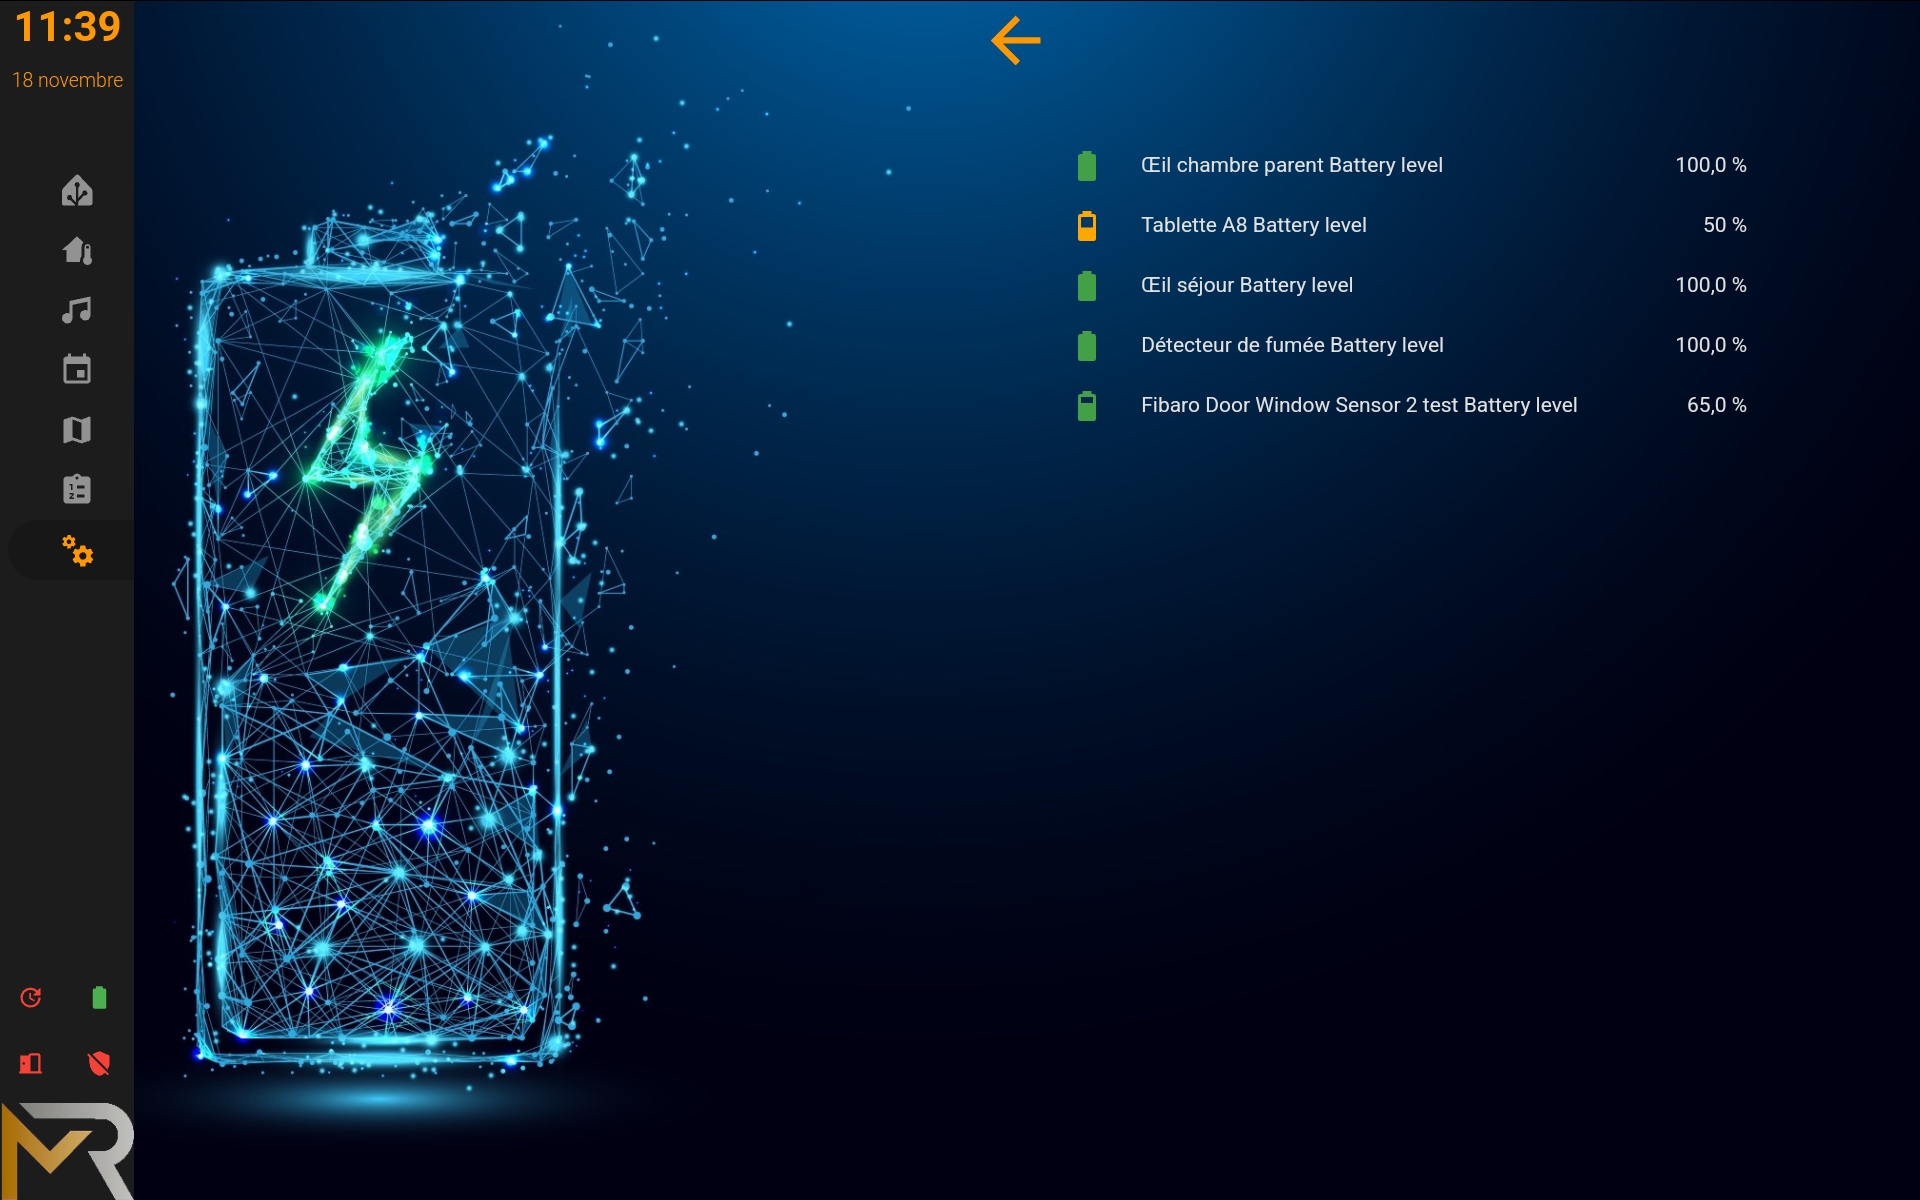 11:39
18 novembre
Œil chambre parent Battery level 100,0 %
Tablette A8 Battery level 50 %
Œil séjour Battery level 100,0 %
Détecteur de fumée Battery level 100,0 %
Fibaro Door Window Sensor 2 test Battery level 65,0 %
MR